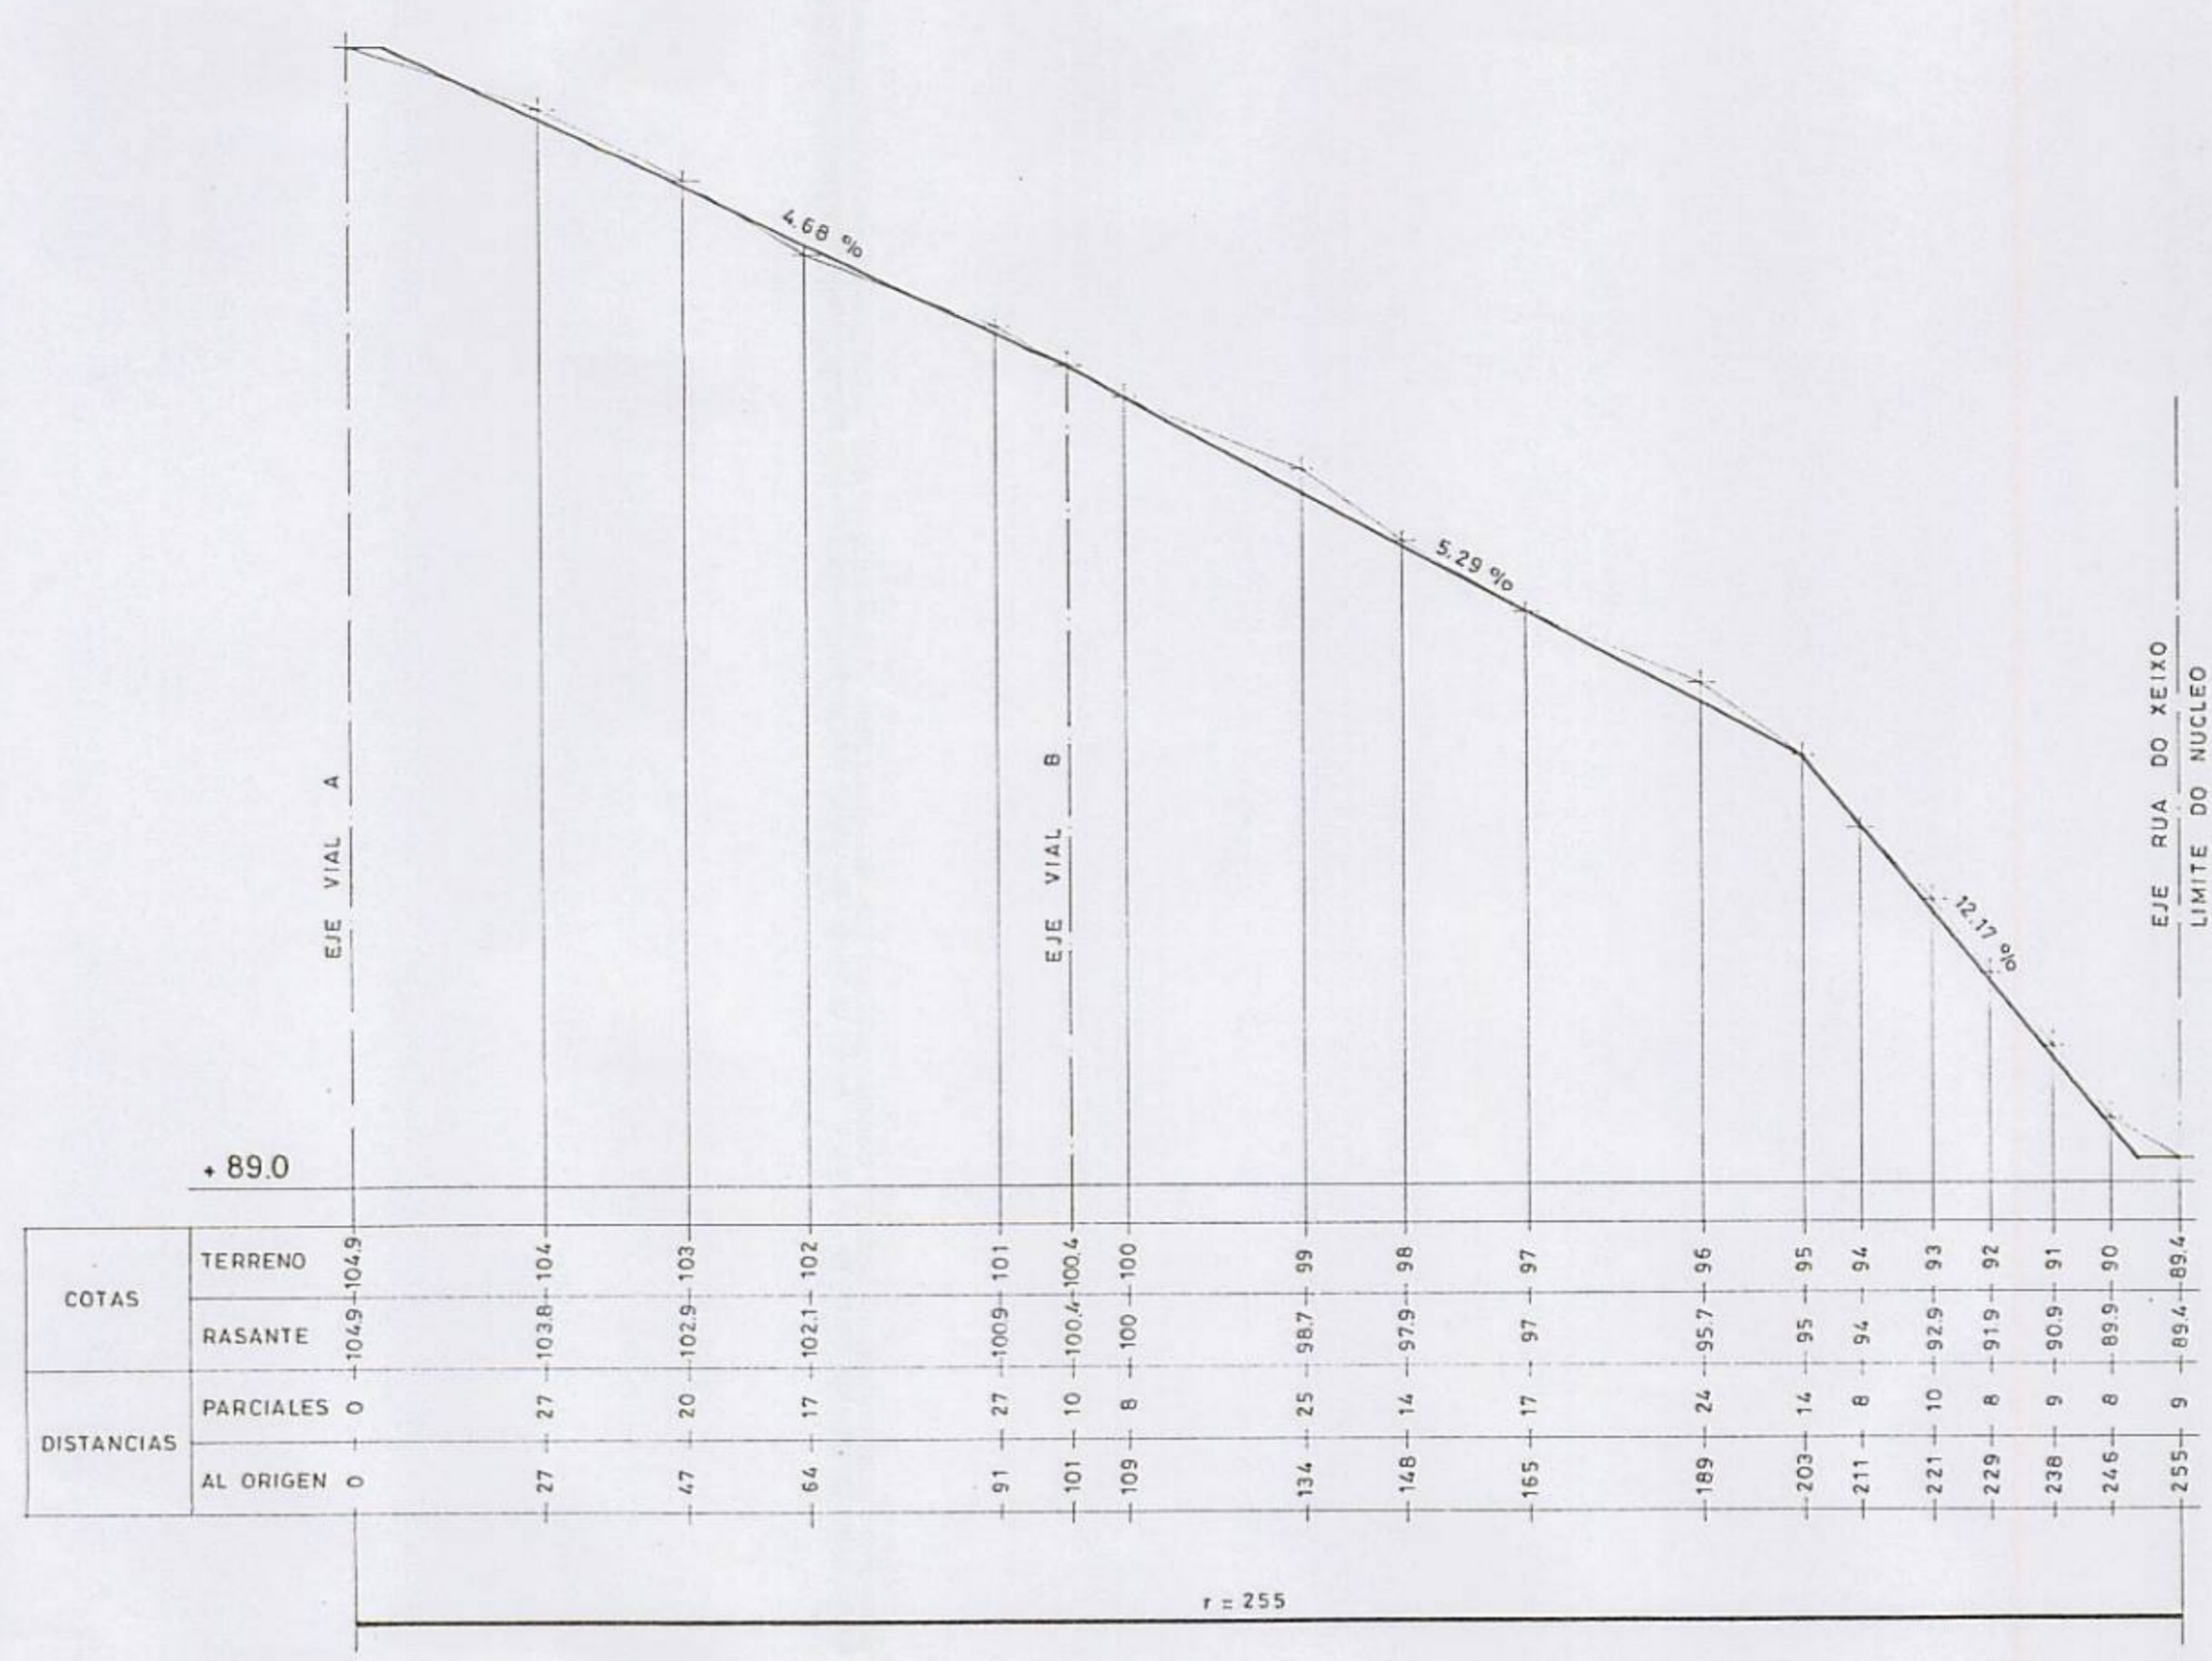 4.68 %
5.29 %
12.17 %
EJE VIAL A
EJE VIAL B
EJE RUA DO XEIXO
LIMITE DO NUCLEO
+ 89.0
COTAS
TERRENO 104.9 104 103 102 101 100.4 100 99 98 97 96 95 94 93 92 91 90 89.4
RASANTE 104.9 103.8 102.9 102.1 100.9 100.4 100 98.7 97.9 97 95.7 95 94 92.9 91.9 90.9 89.9 89.4
DISTANCIAS
PARCIALES 0 27 20 17 27 10 8 25 14 17 24 14 8 10 8 9 8 9
AL ORIGEN 0 27 47 64 91 101 109 134 148 165 189 203 211 221 229 238 246 255
r = 255